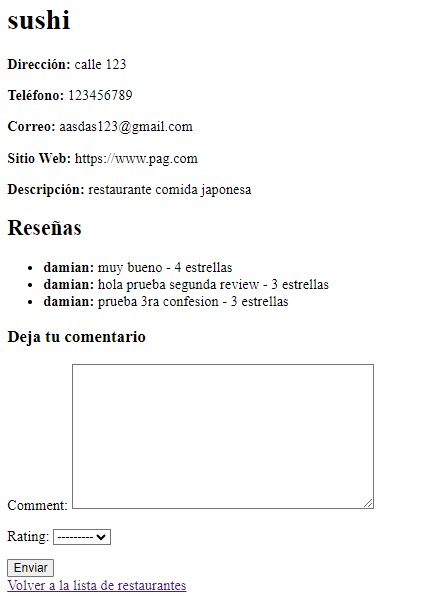 sushi
Dirección: calle 123
Teléfono: 123456789
Correo: aasdas123@gmail.com
Sitio Web: https://www.pag.com
Descripción: restaurante comida japonesa
Reseñas
• damian: muy bueno - 4 estrellas
• damian: hola prueba segunda review - 3 estrellas
• damian: prueba 3ra confesion - 3 estrellas
Deja tu comentario
Comment:
Rating: ---------
Enviar
Volver a la lista de restaurantes